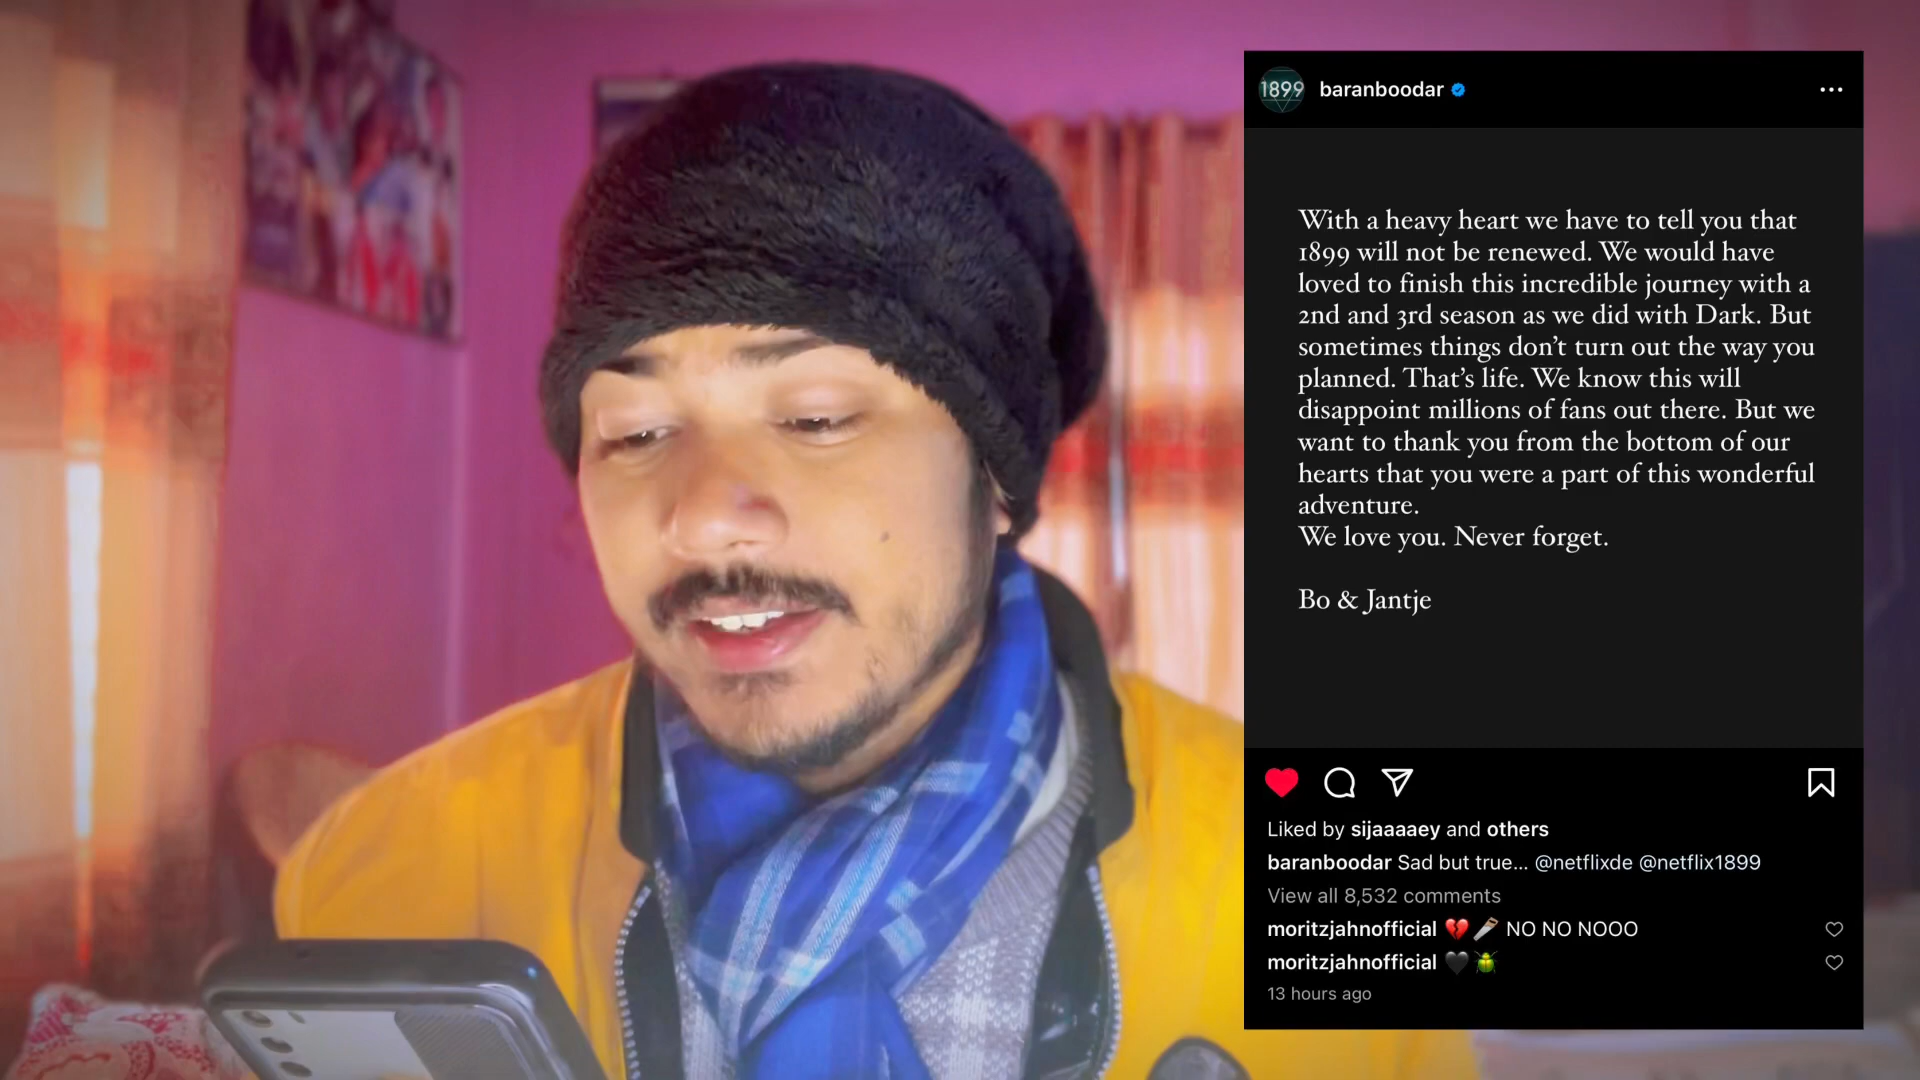 1899 baranboodar
With a heavy heart we have to tell you that
1899 will not be renewed. We would have
loved to finish this incredible journey with a
2nd and 3rd season as we did with Dark. But
sometimes things don’t turn out the way you
planned. That’s life. We know this will
disappoint millions of fans out there. But we
want to thank you from the bottom of our
hearts that you were a part of this wonderful
adventure.
We love you. Never forget.
Bo & Jantje
Liked by sijaaaaey and others
baranboodar Sad but true... @netflixde @netflix1899
View all 8,532 comments
moritzjahnofficial 💔🪚 NO NO NOOO
moritzjahnofficial 🖤🪲
13 hours ago